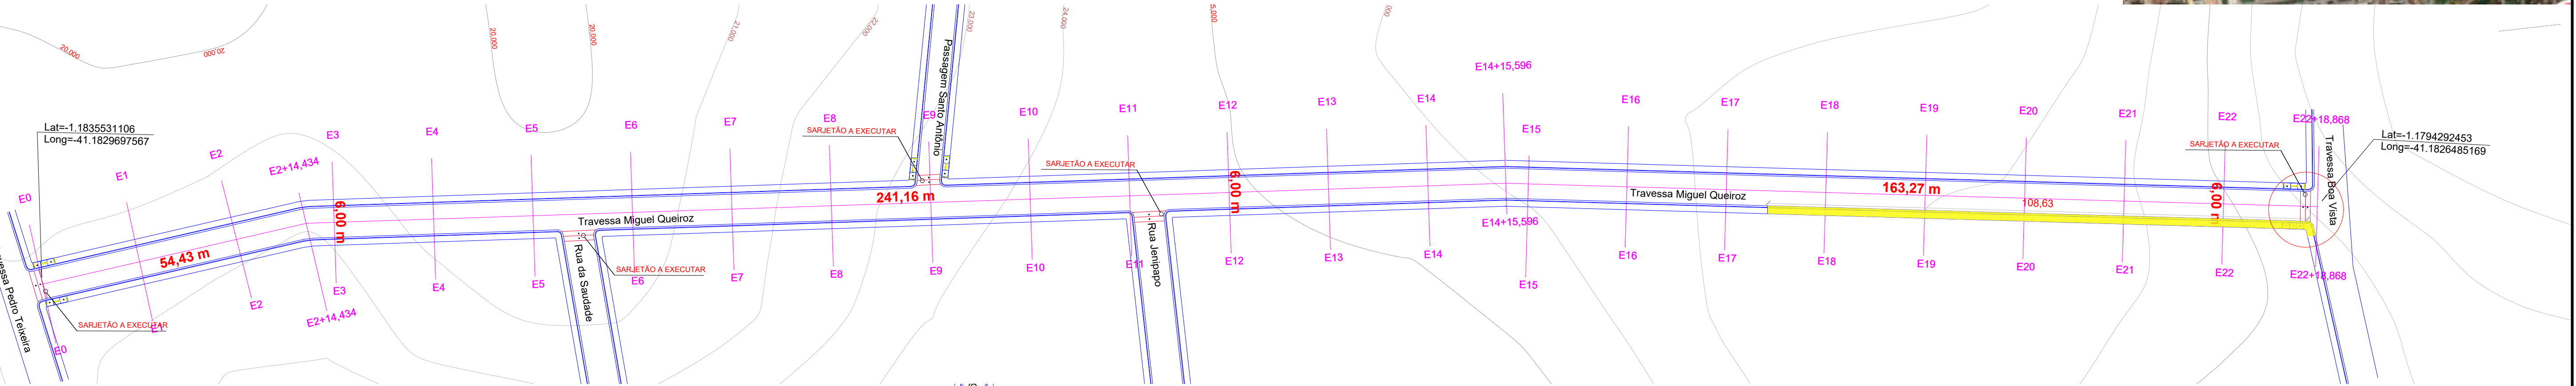 20,000
20,000
20,000
20,000
21,000
22,000
23,000
24,000
5,000
000
Lat=-1.1835531106
Long=-41.1829697567
E0
E1
E2
E2+14,434
E3
E4
E5
E6
E7
E8
E9
E10
E11
E12
E13
E14
E14+15,596
E15
E16
E17
E18
E19
E20
E21
E22
E22+18,868
SARJETÃO A EXECUTAR
SARJETÃO A EXECUTAR
SARJETÃO A EXECUTAR
Passagem Santo Antônio
Lat=-1.1794292453
Long=-41.1826485169
Travessa Boa Vista
54,43 m
6,00 m
Travessa Miguel Queiroz
241,16 m
6,00 m
Travessa Miguel Queiroz
163,27 m
108,63
6,00 m
vessa Pedro Teixeira
SARJETÃO A EXECUTAR
Rua da Saudade
SARJETÃO A EXECUTAR
Rua Jenipapo
E0
E1
E2
E2+14,434
E3
E4
E5
E6
E7
E8
E9
E10
E11
E12
E13
E14
E14+15,596
E15
E16
E17
E18
E19
E20
E21
E22
E22+18,868